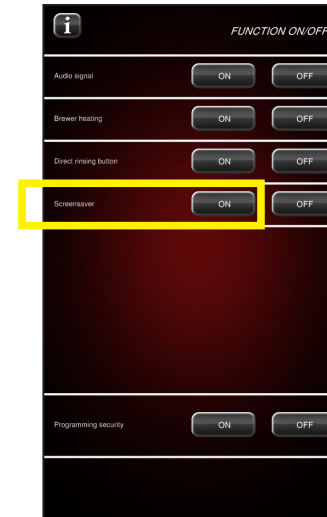 i
FUNCTION ON/OFF
Audio signal ON OFF
Brewer heating ON OFF
Direct rinsing button ON OFF
Screensaver ON OFF
Programming security ON OFF